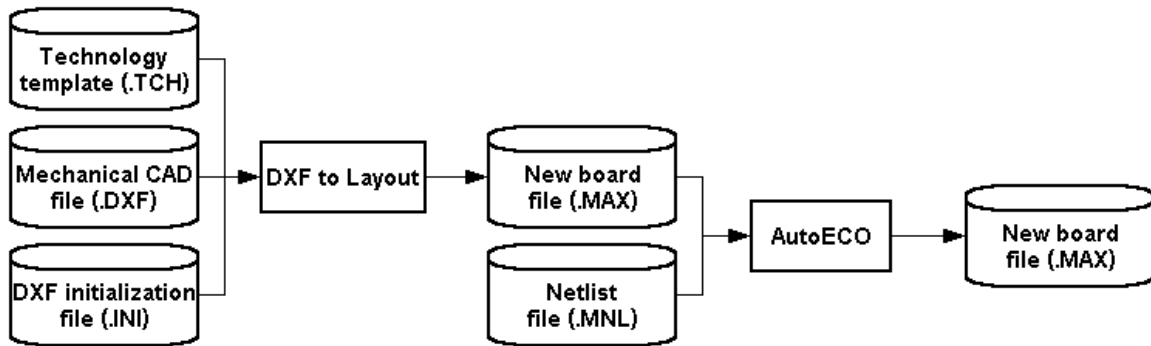 Technology
template (.TCH)
Mechanical CAD
file (.DXF)
DXF initialization
file (.INI)
DXF to Layout
New board
file (.MAX)
Netlist
file (.MNL)
AutoECO
New board
file (.MAX)